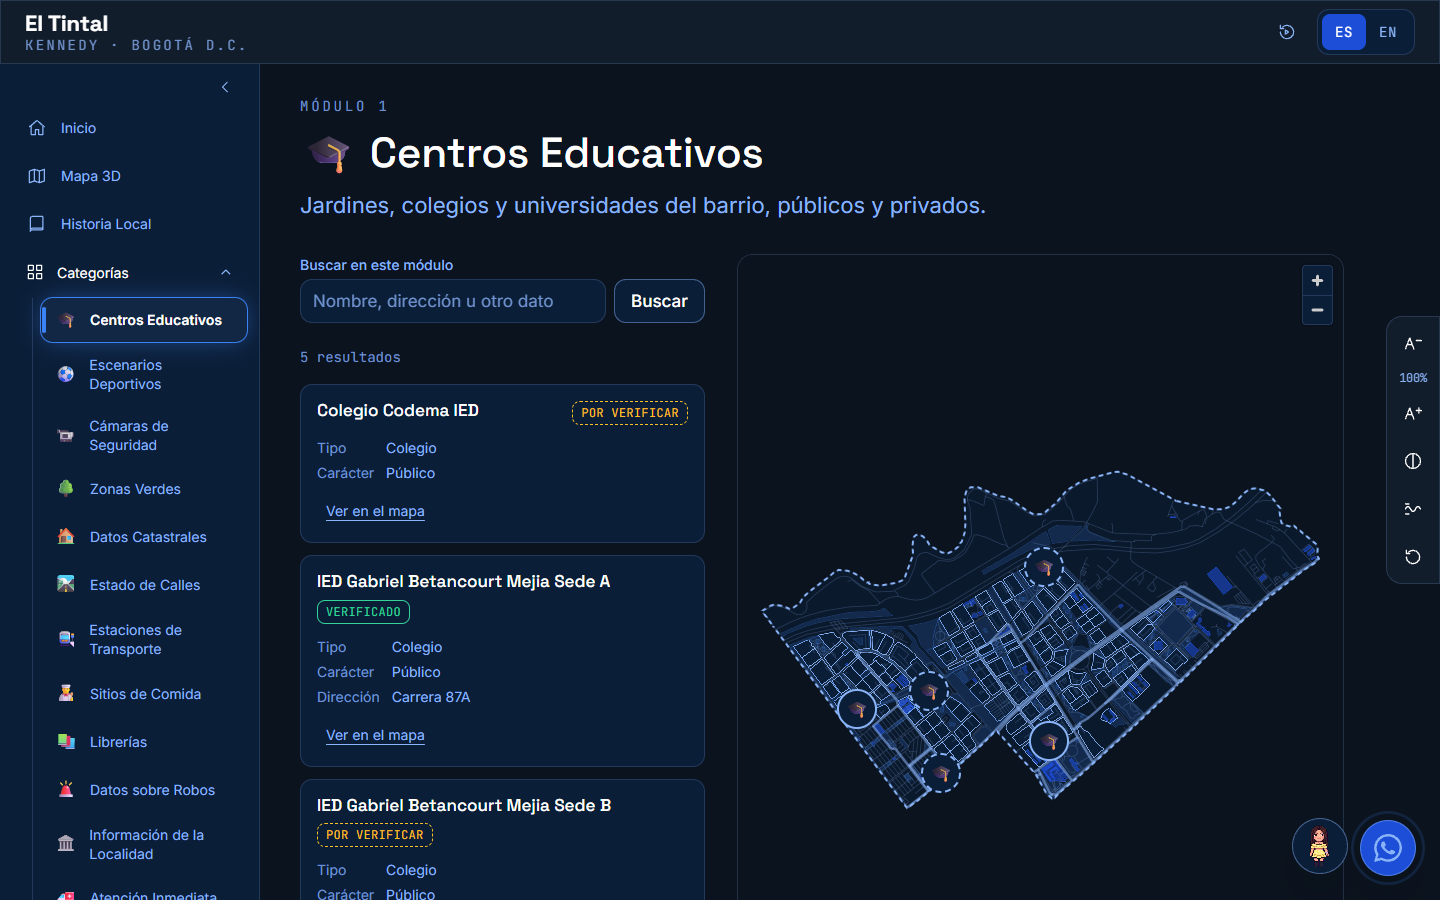 El Tintal
KENNEDY · BOGOTÁ D.C.
ES
EN
Inicio
Mapa 3D
Historia Local
Categorías
Centros Educativos
Escenarios
Deportivos
Cámaras de
Seguridad
Zonas Verdes
Datos Catastrales
Estado de Calles
Estaciones de
Transporte
Sitios de Comida
Librerías
Datos sobre Robos
Información de la
Localidad
Atención Inmediata
MÓDULO 1
Centros Educativos
Jardines, colegios y universidades del barrio, públicos y privados.
Buscar en este módulo
Nombre, dirección u otro dato
Buscar
5 resultados
Colegio Codema IED
POR VERIFICAR
Tipo Colegio
Carácter Público
Ver en el mapa
IED Gabriel Betancourt Mejia Sede A
VERIFICADO
Tipo Colegio
Carácter Público
Dirección Carrera 87A
Ver en el mapa
IED Gabriel Betancourt Mejia Sede B
POR VERIFICAR
Tipo Colegio
Carácter Público
+
−
A−
100%
A+